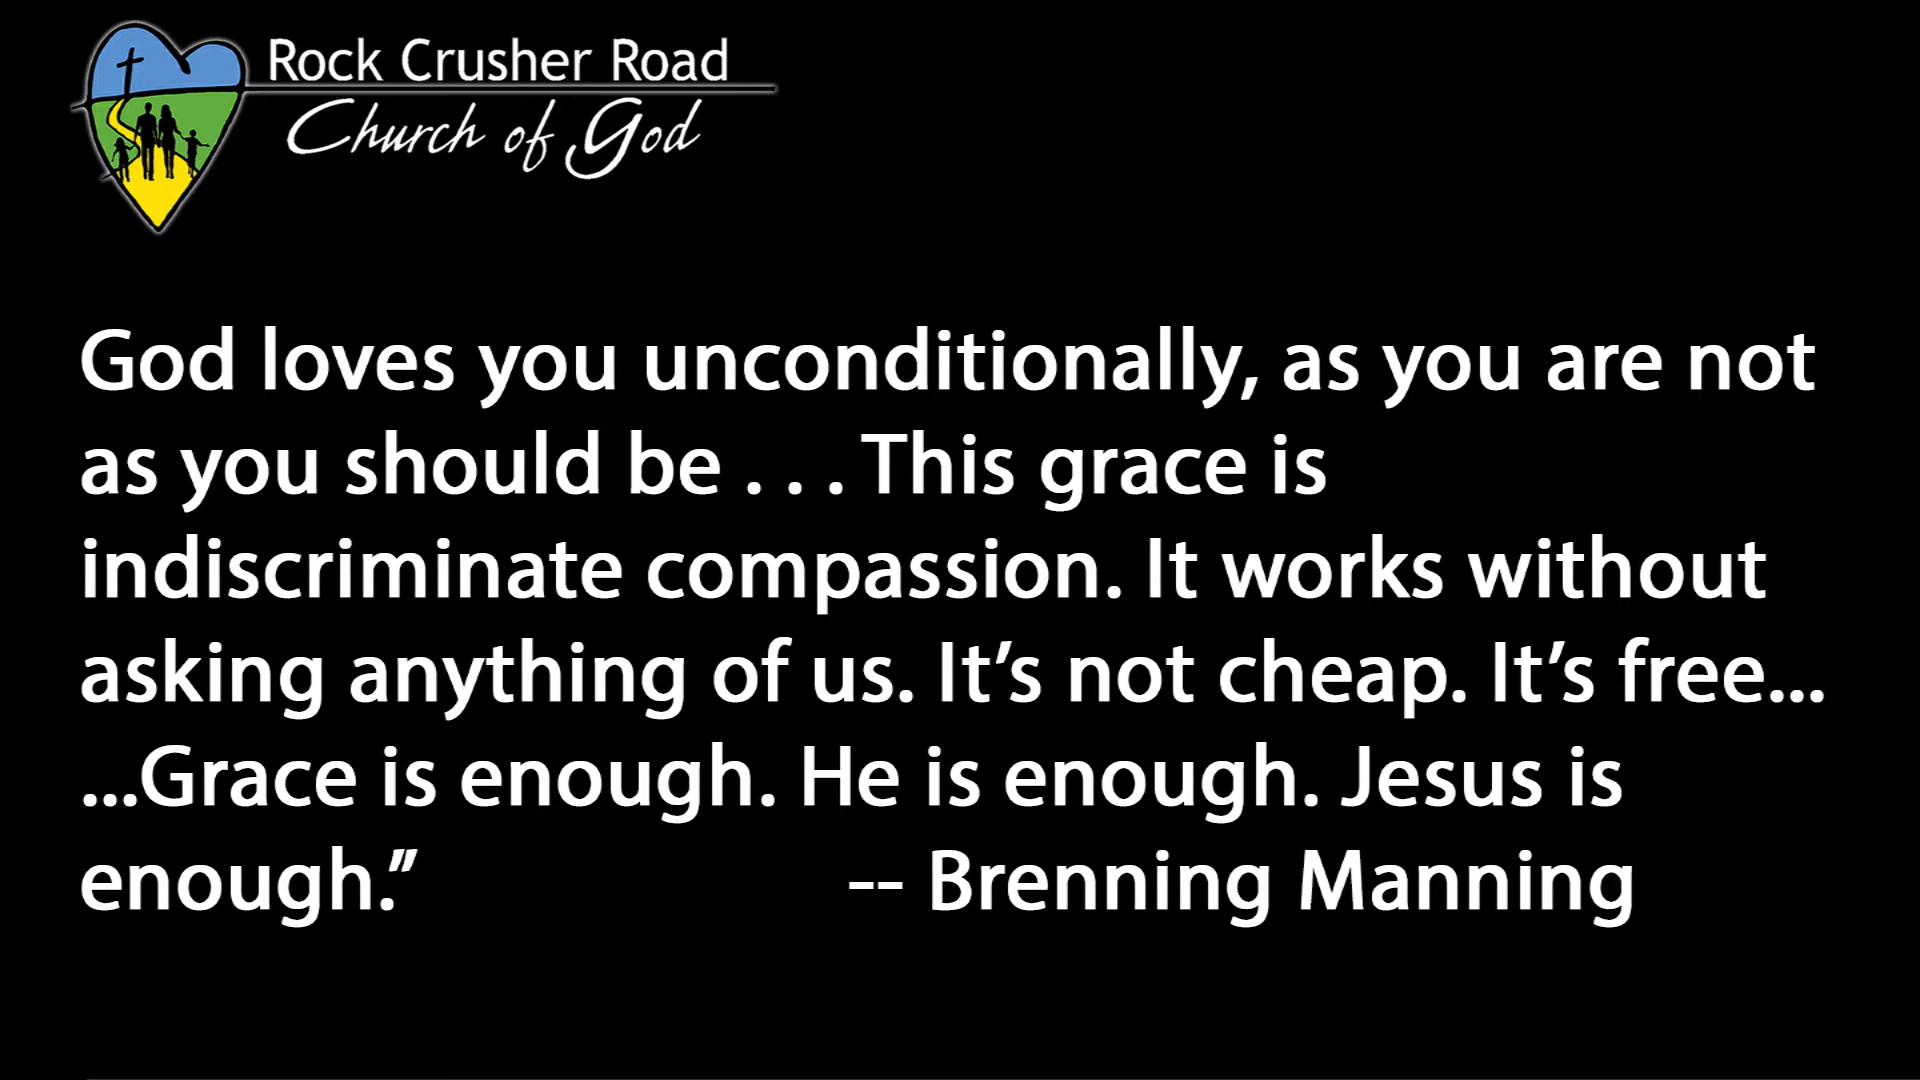 Rock Crusher Road
Church of God
God loves you unconditionally, as you are not
as you should be . . . This grace is
indiscriminate compassion. It works without
asking anything of us. It’s not cheap. It’s free...
...Grace is enough. He is enough. Jesus is
enough.” -- Brenning Manning